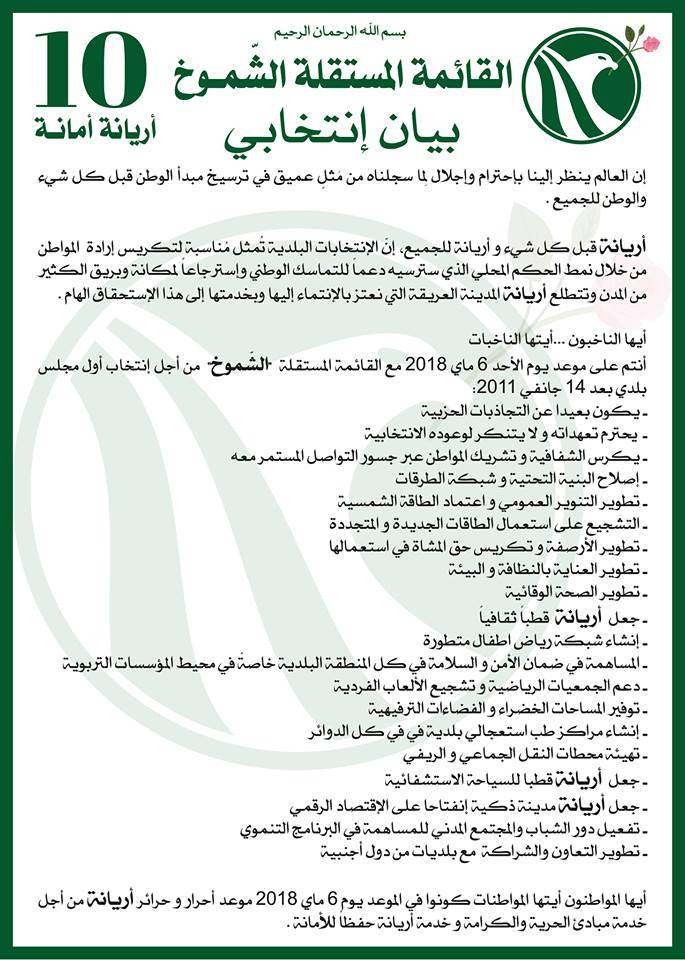 بسم الله الرحمان الرحيم
القائمة المستقلة الشّموخ
10
أريانة أمانة
بيان إنتخابي
إن العالم ينظر إلينا بإحترام وإجلال لِما سجلناه من مَثلٍ عميق في ترسيخ مبدأ الوطن قبل كل شيء
والوطن للجميع .
أريانة قبل كل شيء و أريانة للجميع، إنّ الإنتخابات البلدية تُمثل مُناسبة لتكريس إرادة المواطن
من خلال نمط الحكم المحلي الذي سترسيه دعماً للتماسك الوطني وإسترجاعاً لمكانة وبريق الكثير
من المدن وتتطلع أريانة المدينة العريقة التي نعتز بالإنتماء إليها وبخدمتها إلى هذا الإستحقاق الهام .
أيها الناخبون ...أيتها الناخبات
أنتم على موعد يوم الأحد 6 ماي 2018 مع القائمة المستقلة -الشّموخ- من أجل إنتخاب أول مجلس
بلدي بعد 14 جانفي 2011:
ـ يكون بعيدا عن التجاذبات الحزبية
ـ يحترم تعهداته و لا يتنكر لوعوده الانتخابية
ـ يكرس الشفافية و تشريك المواطن عبر جسور التواصل المستمر معه
ـ إصلاح البنية التحتية و شبكة الطرقات
ـ تطوير التنوير العمومي و اعتماد الطاقة الشمسية
ـ التشجيع على استعمال الطاقات الجديدة و المتجددة
ـ تطوير الأرصفة و تكريس حق المشاة في استعمالها
ـ تطوير العناية بالنظافة و البيئة
ـ تطوير الصحة الوقائية
ـ جعل أريانة قطباً ثقافياً
ـ إنشاء شبكة رياض اطفال متطورة
ـ المساهمة في ضمان الأمن و السلامة في كل المنطقة البلدية خاصةً في محيط المؤسسات التربوية
ـ دعم الجمعيات الرياضية و تشجيع الألعاب الفردية
ـ توفير المساحات الخضراء و الفضاءات الترفيهية
ـ إنشاء مراكز طب استعجالي بلدية في في كل الدوائر
ـ تهيئة محطات النقل الجماعي و الريفي
ـ جعل أريانة قطبا للسياحة الاستشفائية
ـ جعل أريانة مدينة ذكية إنفتاحا على الإقتصاد الرقمي
ـ تفعيل دور الشباب والمجتمع المدني للمساهمة في البرنامج التنموي
ـ تطوير التعاون والشراكة مع بلديات من دول أجنبية
أيها المواطنون أيتها المواطنات كونوا في الموعد يوم 6 ماي 2018 موعد أحرار و حرائر أريانة من أجل
خدمة مبادئ الحرية والكرامة و خدمة أريانة حفظاً للأمانة .